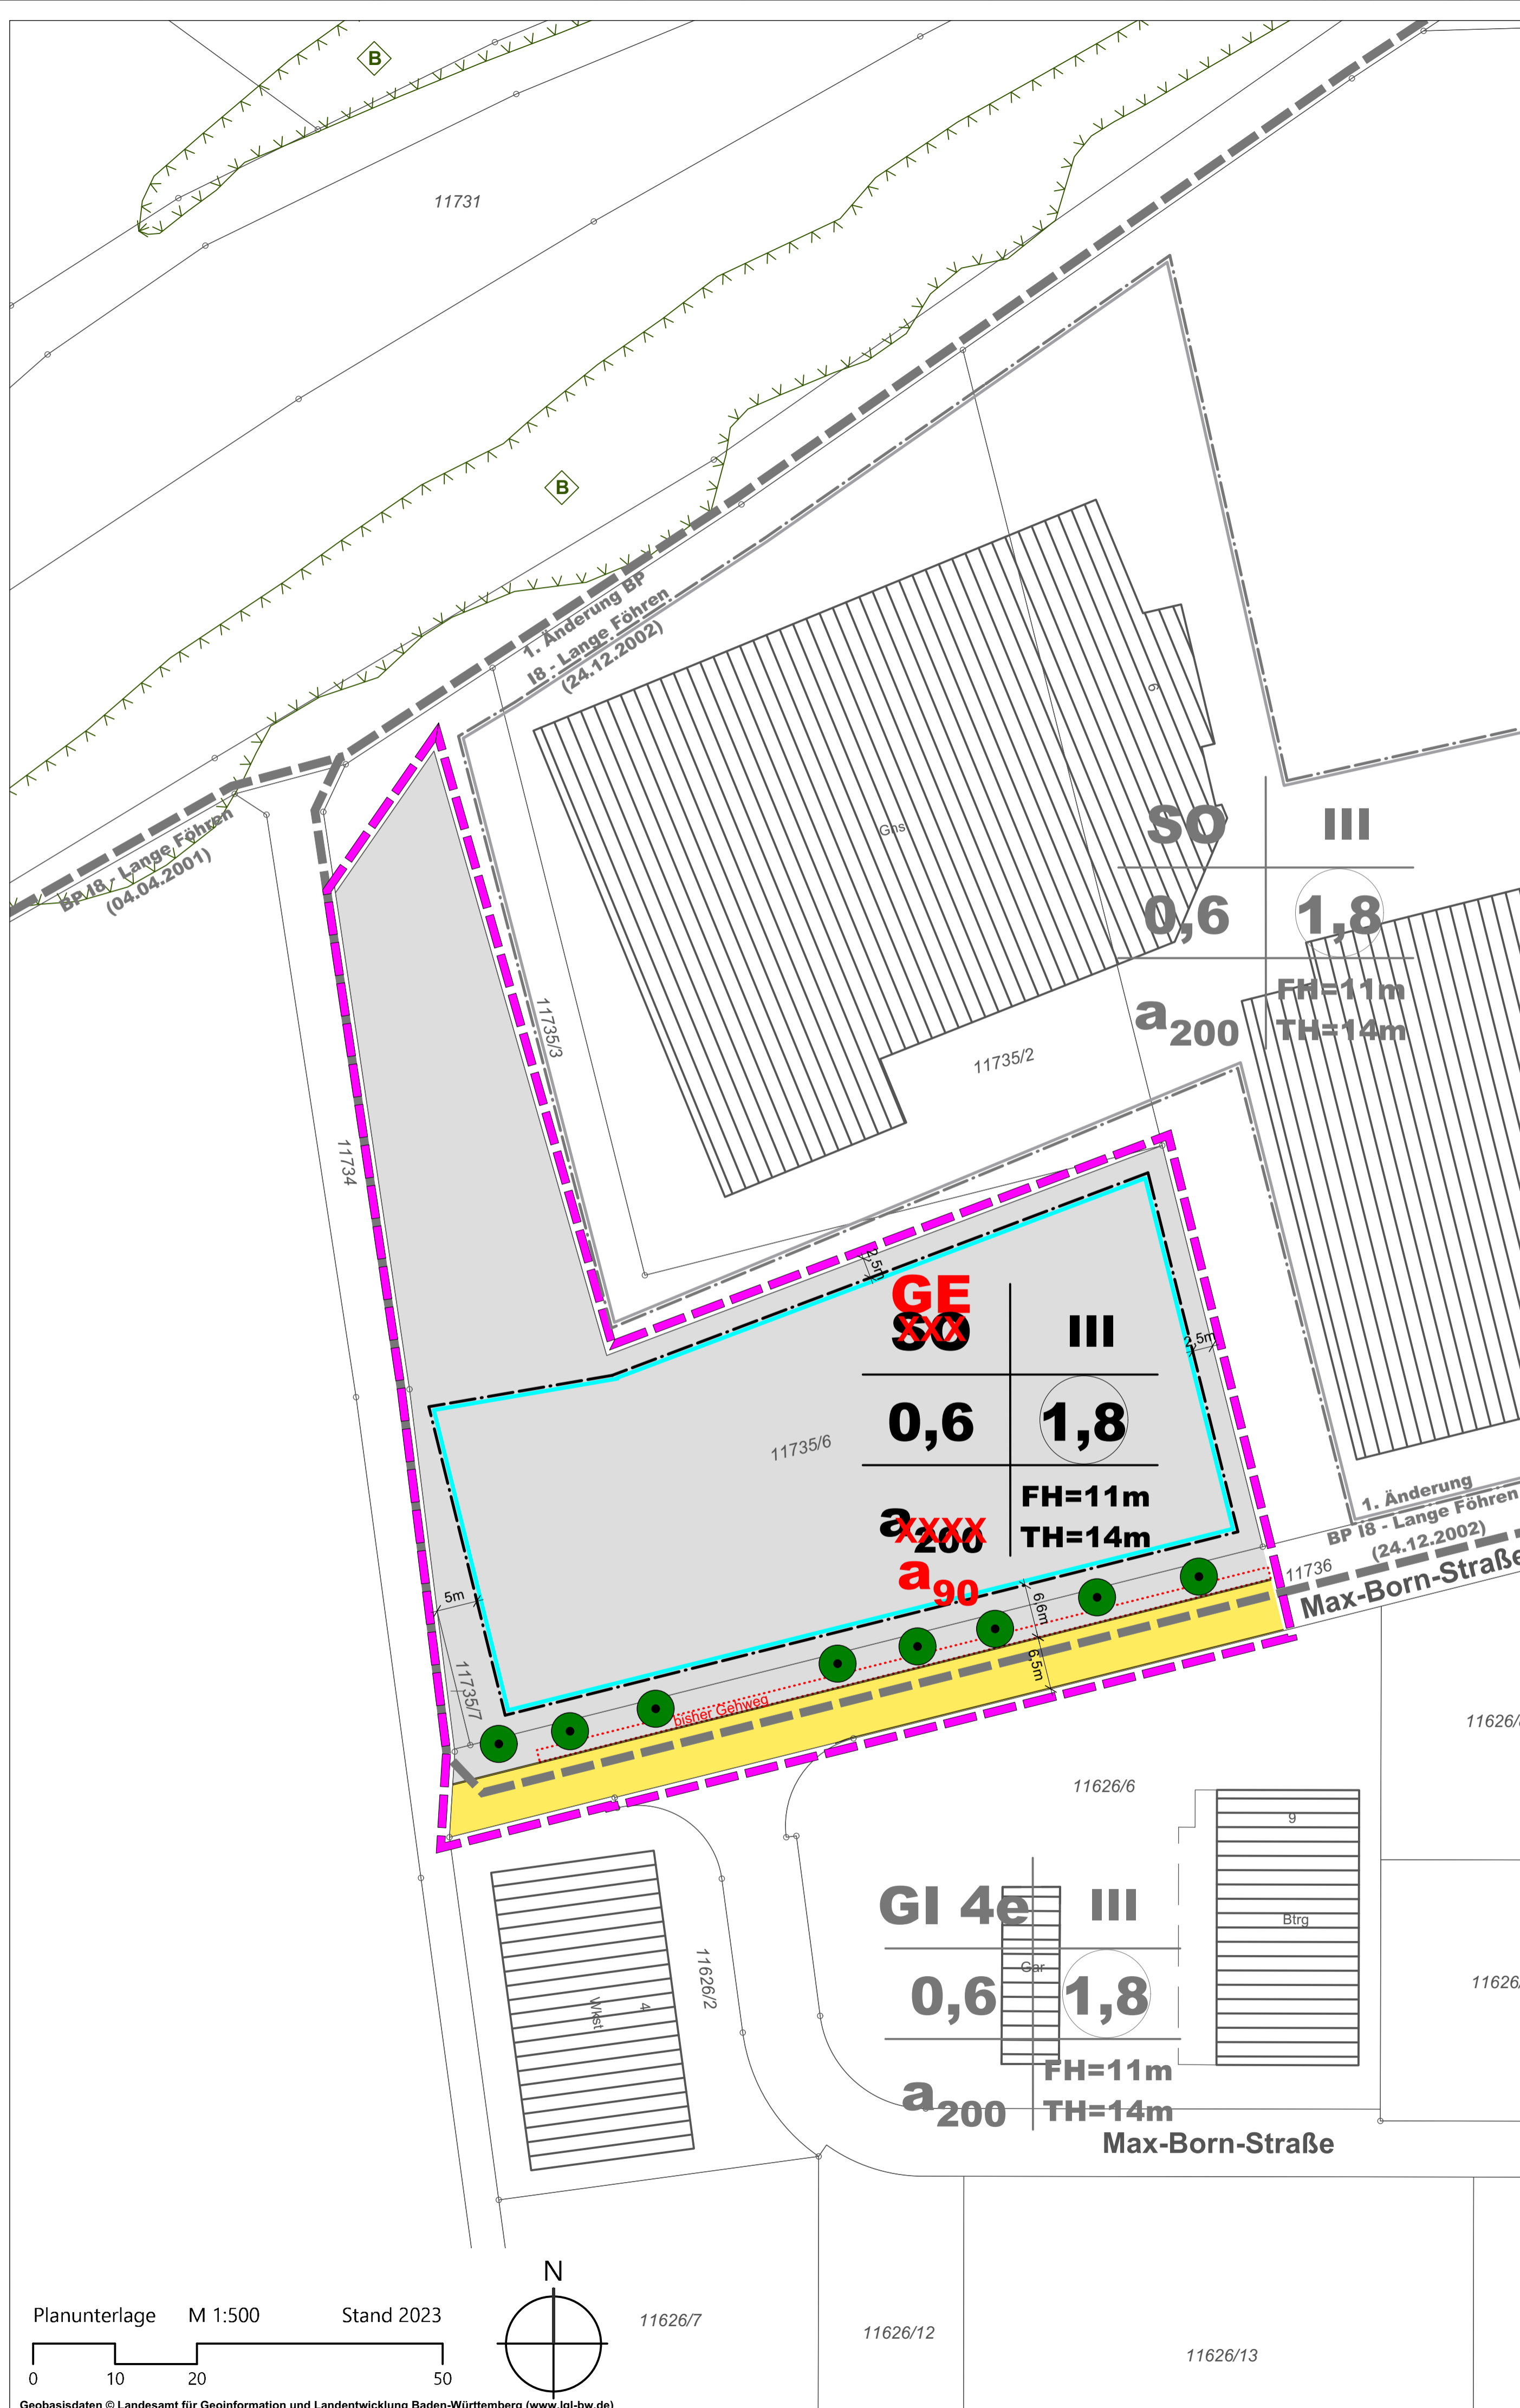 B
11731
B
1. Änderung BP
I8 - Lange Föhren
(24.12.2002)
6
BP I8 - Lange Föhren
(04.04.2001)
Ghs
SO III
0,6 1,8
a200 FH=11m
TH=14m
11735/3
11735/2
11734
2,5m
GE
SO III
XXX
2,5m
0,6 1,8
11735/6
FH=11m
a200 TH=14m
XXXX
a90
1. Änderung
BP I8 - Lange Föhren
(24.12.2002)
11736
Max-Born-Straße
5m
6,6m
6,5m
11735/7
bisher Gehweg
11626/6
9
GI 4e III
Btrg
Gar
0,6 1,8
11626/2
4
Wkst
FH=11m
a200 TH=14m
Max-Born-Straße
N
Planunterlage M 1:500 Stand 2023
0 10 20 50
11626/7
11626/12
11626/13
Geobasisdaten © Landesamt für Geoinformation und Landentwicklung Baden-Württemberg (www.lgl-bw.de)